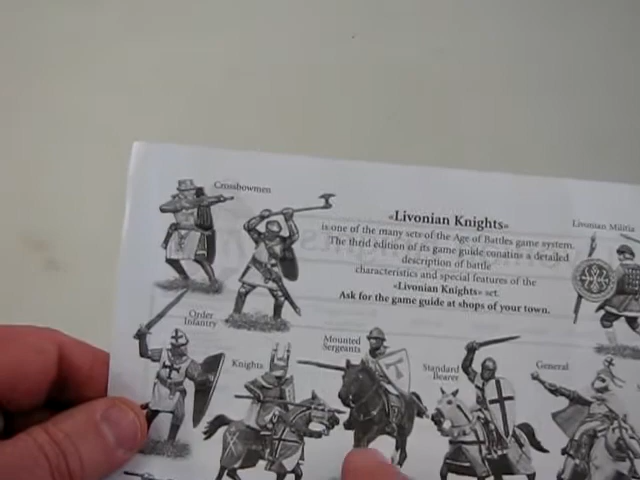 Crossbowmen
«Livonian Knights»
is one of the many sets of the Age of Battles game system.
The thrid edition of its game guide conatins a detailed
description of battle
characteristics and special features of the
«Livonian Knights» set.
Ask for the game guide at shops of your town.
Livonian Militia
Order
Infantry
Knights
Mounted
Sergeants
Standard
Bearer
General